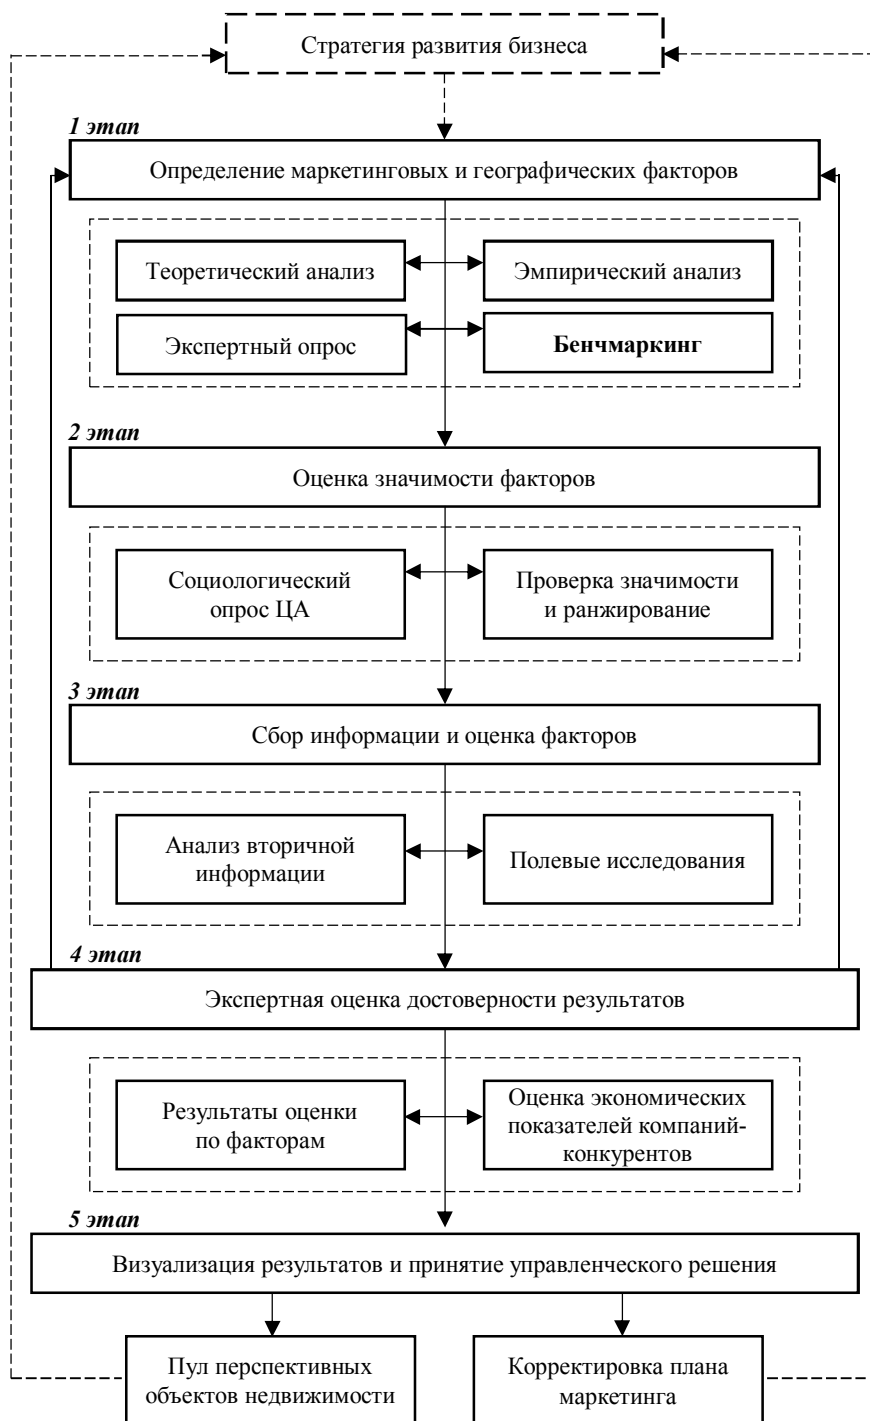 Стратегия развития бизнеса
1 этап
Определение маркетинговых и географических факторов
Теоретический анализ
Эмпирический анализ
Экспертный опрос
Бенчмаркинг
2 этап
Оценка значимости факторов
Социологический
опрос ЦА
Проверка значимости
и ранжирование
3 этап
Сбор информации и оценка факторов
Анализ вторичной
информации
Полевые исследования
4 этап
Экспертная оценка достоверности результатов
Результаты оценки
по факторам
Оценка экономических
показателей компаний-
конкурентов
5 этап
Визуализация результатов и принятие управленческого решения
Пул перспективных
объектов недвижимости
Корректировка плана
маркетинга